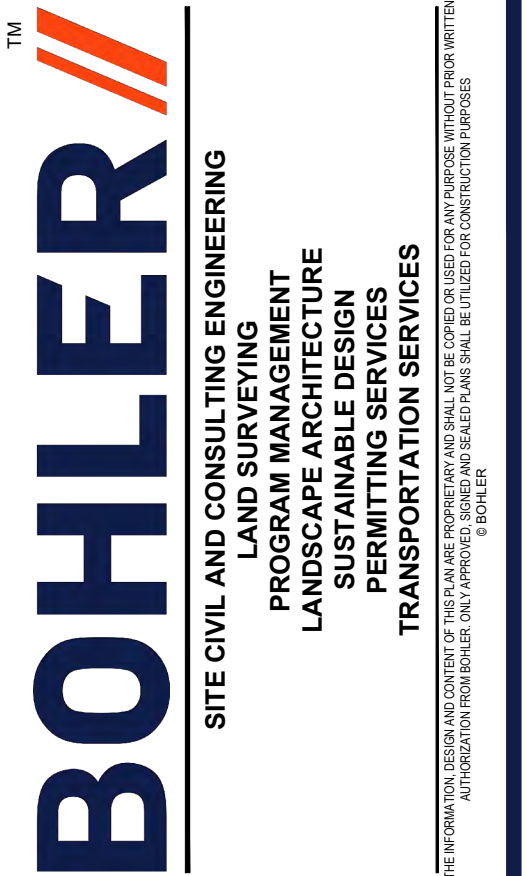 BOHLER// TM
SITE CIVIL AND CONSULTING ENGINEERING
LAND SURVEYING
PROGRAM MANAGEMENT
LANDSCAPE ARCHITECTURE
SUSTAINABLE DESIGN
PERMITTING SERVICES
TRANSPORTATION SERVICES
THE INFORMATION, DESIGN AND CONTENT OF THIS PLAN ARE PROPRIETARY AND SHALL NOT BE COPIED OR USED FOR ANY PURPOSE WITHOUT PRIOR WRITTEN
AUTHORIZATION FROM BOHLER. ONLY APPROVED, SIGNED AND SEALED PLANS SHALL BE UTILIZED FOR CONSTRUCTION PURPOSES
© BOHLER